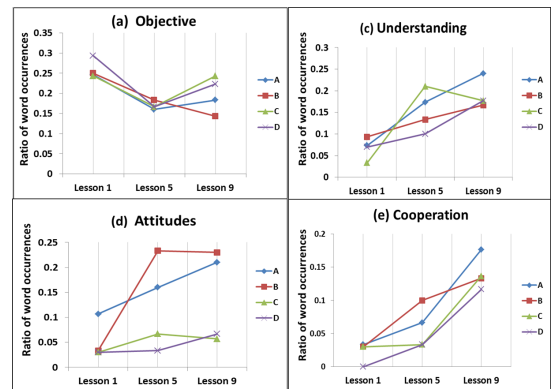 (a) Objective
Ratio of word occurrences
0.35
0.3
0.25
0.2
0.15
0.1
0.05
0
Lesson 1 Lesson 5 Lesson 9
A
B
C
D
(c) Understanding
Ratio of word occurrences
0.3
0.25
0.2
0.15
0.1
0.05
0
Lesson 1 Lesson 5 Lesson 9
A
B
C
D
(d) Attitudes
Ratio of word occurrences
0.25
0.2
0.15
0.1
0.05
0
Lesson 1 Lesson 5 Lesson 9
A
B
C
D
(e) Cooperation
Ratio of word occurrences
0.2
0.15
0.1
0.05
0
Lesson 1 Lesson 5 Lesson 9
A
B
C
D